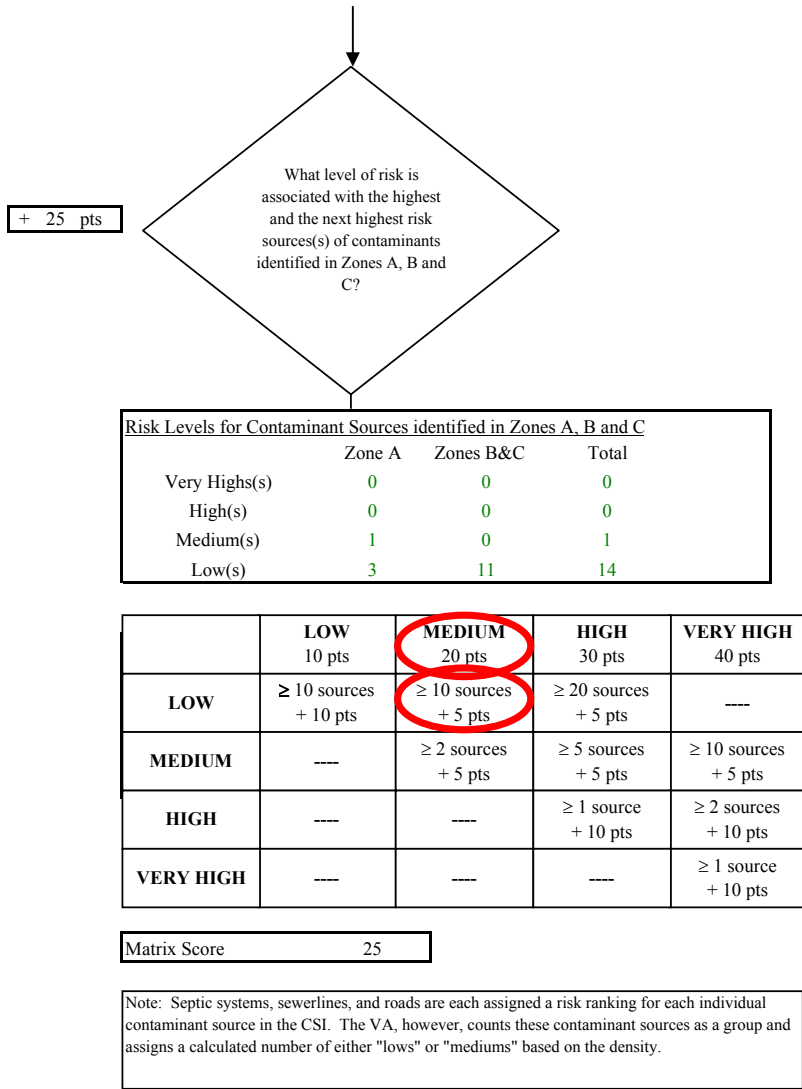 What level of risk is
associated with the highest
and the next highest risk
sources(s) of contaminants
identified in Zones A, B and
C?
+ 25 pts
Risk Levels for Contaminant Sources identified in Zones A, B and C
Zone A Zones B&C Total
Very Highs(s) 0 0 0
High(s) 0 0 0
Medium(s) 1 0 1
Low(s) 3 11 14
LOW MEDIUM HIGH VERY HIGH
10 pts 20 pts 30 pts 40 pts
LOW ≥ 10 sources ≥ 10 sources ≥ 20 sources ----
+ 10 pts + 5 pts + 5 pts
MEDIUM ---- ≥ 2 sources ≥ 5 sources ≥ 10 sources
+ 5 pts + 5 pts + 5 pts
HIGH ---- ---- ≥ 1 source ≥ 2 sources
+ 10 pts + 10 pts
VERY HIGH ---- ---- ---- ≥ 1 source
+ 10 pts
Matrix Score 25
Note: Septic systems, sewerlines, and roads are each assigned a risk ranking for each individual
contaminant source in the CSI. The VA, however, counts these contaminant sources as a group and
assigns a calculated number of either "lows" or "mediums" based on the density.